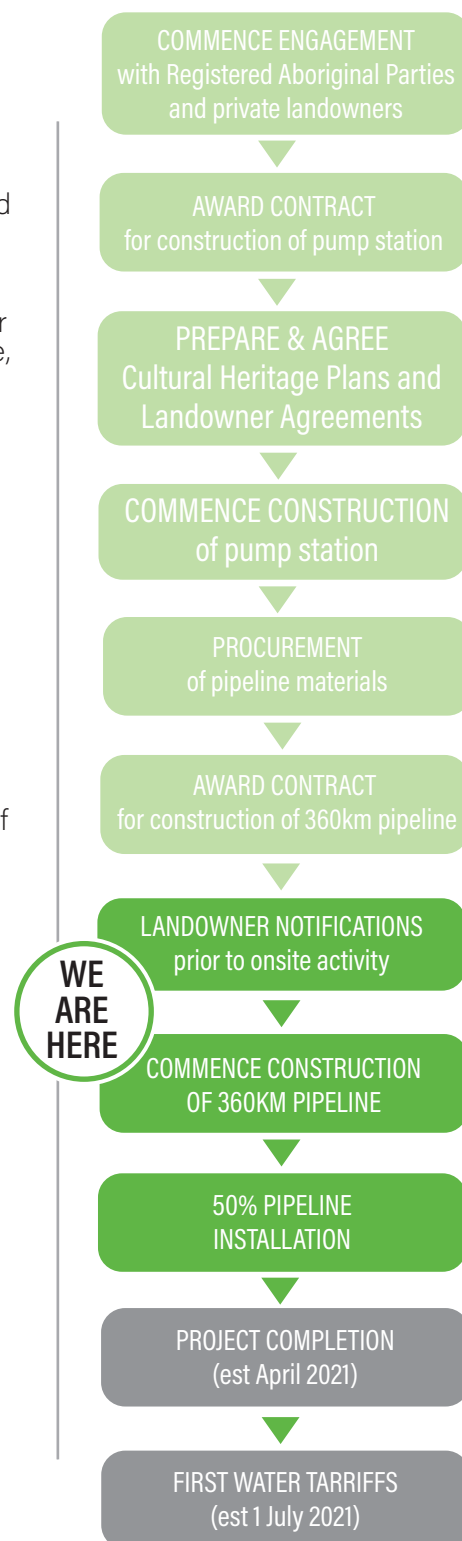 COMMENCE ENGAGEMENT
with Registered Aboriginal Parties
and private landowners
AWARD CONTRACT
for construction of pump station
PREPARE & AGREE
Cultural Heritage Plans and
Landowner Agreements
COMMENCE CONSTRUCTION
of pump station
PROCUREMENT
of pipeline materials
AWARD CONTRACT
for construction of 360km pipeline
LANDOWNER NOTIFICATIONS
prior to onsite activity
WE
ARE
HERE
COMMENCE CONSTRUCTION
OF 360KM PIPELINE
50% PIPELINE
INSTALLATION
PROJECT COMPLETION
(est April 2021)
FIRST WATER TARRIFFS
(est 1 July 2021)